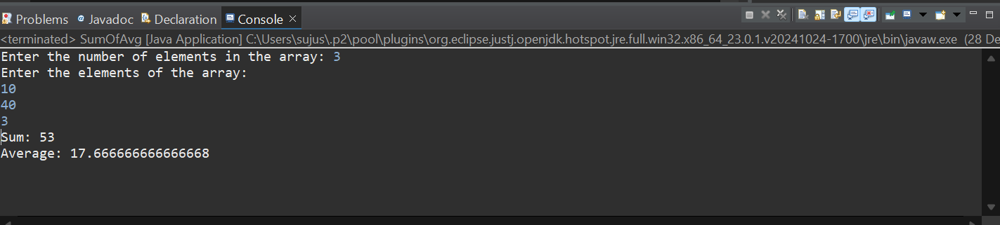 Problems Javadoc Declaration Console
<terminated> SumOfAvg [Java Application] C:\Users\sujus\.p2\pool\plugins\org.eclipse.justj.openjdk.hotspot.jre.full.win32.x86_64_23.0.1.v20241024-1700\jre\bin\javaw.exe (28 De
Enter the number of elements in the array: 3
Enter the elements of the array:
10
40
3
Sum: 53
Average: 17.666666666666668